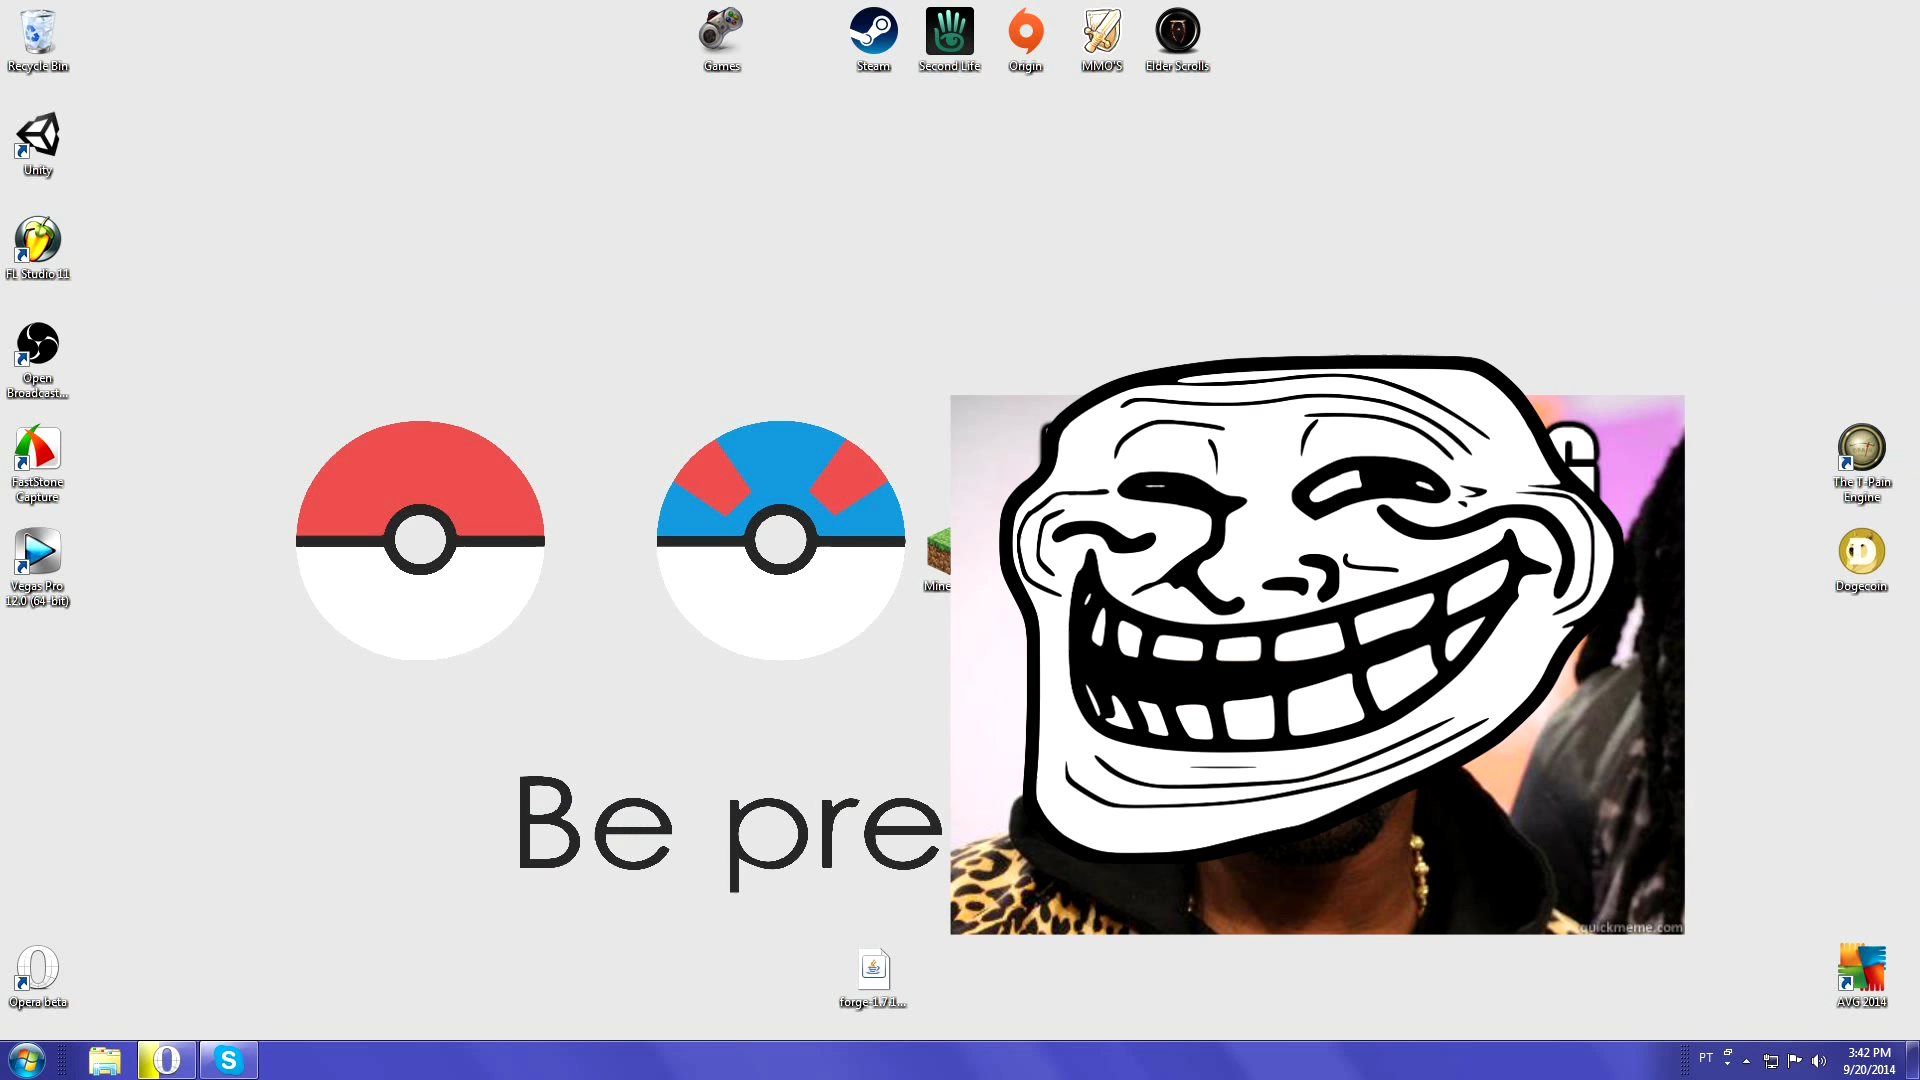 Recycle Bin
Games
Steam
Second Life
Origin
MMO'S
Elder Scrolls
Unity
FL Studio 11
Open
Broadcast...
FastStone
Capture
The T-Pain
Engine
Vegas Pro
12.0 (64-bit)
Mine
Dogecoin
G
Be pre
quickmeme.com
Opera beta
forge-1.7.1...
AVG 2014
PT
3:42 PM
9/20/2014